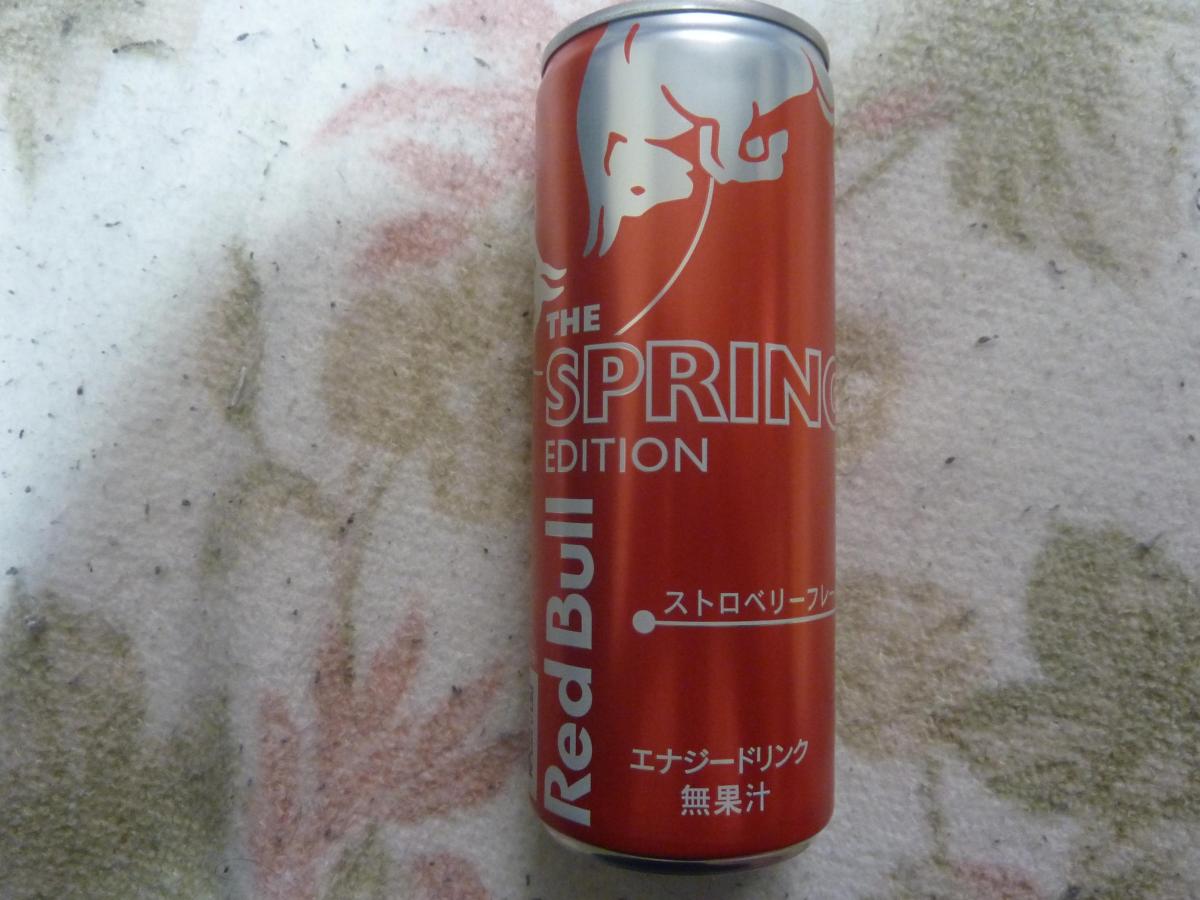 THE
SPRING
EDITION
Red Bull
ストロベリーフレー
エナジードリンク
無果汁